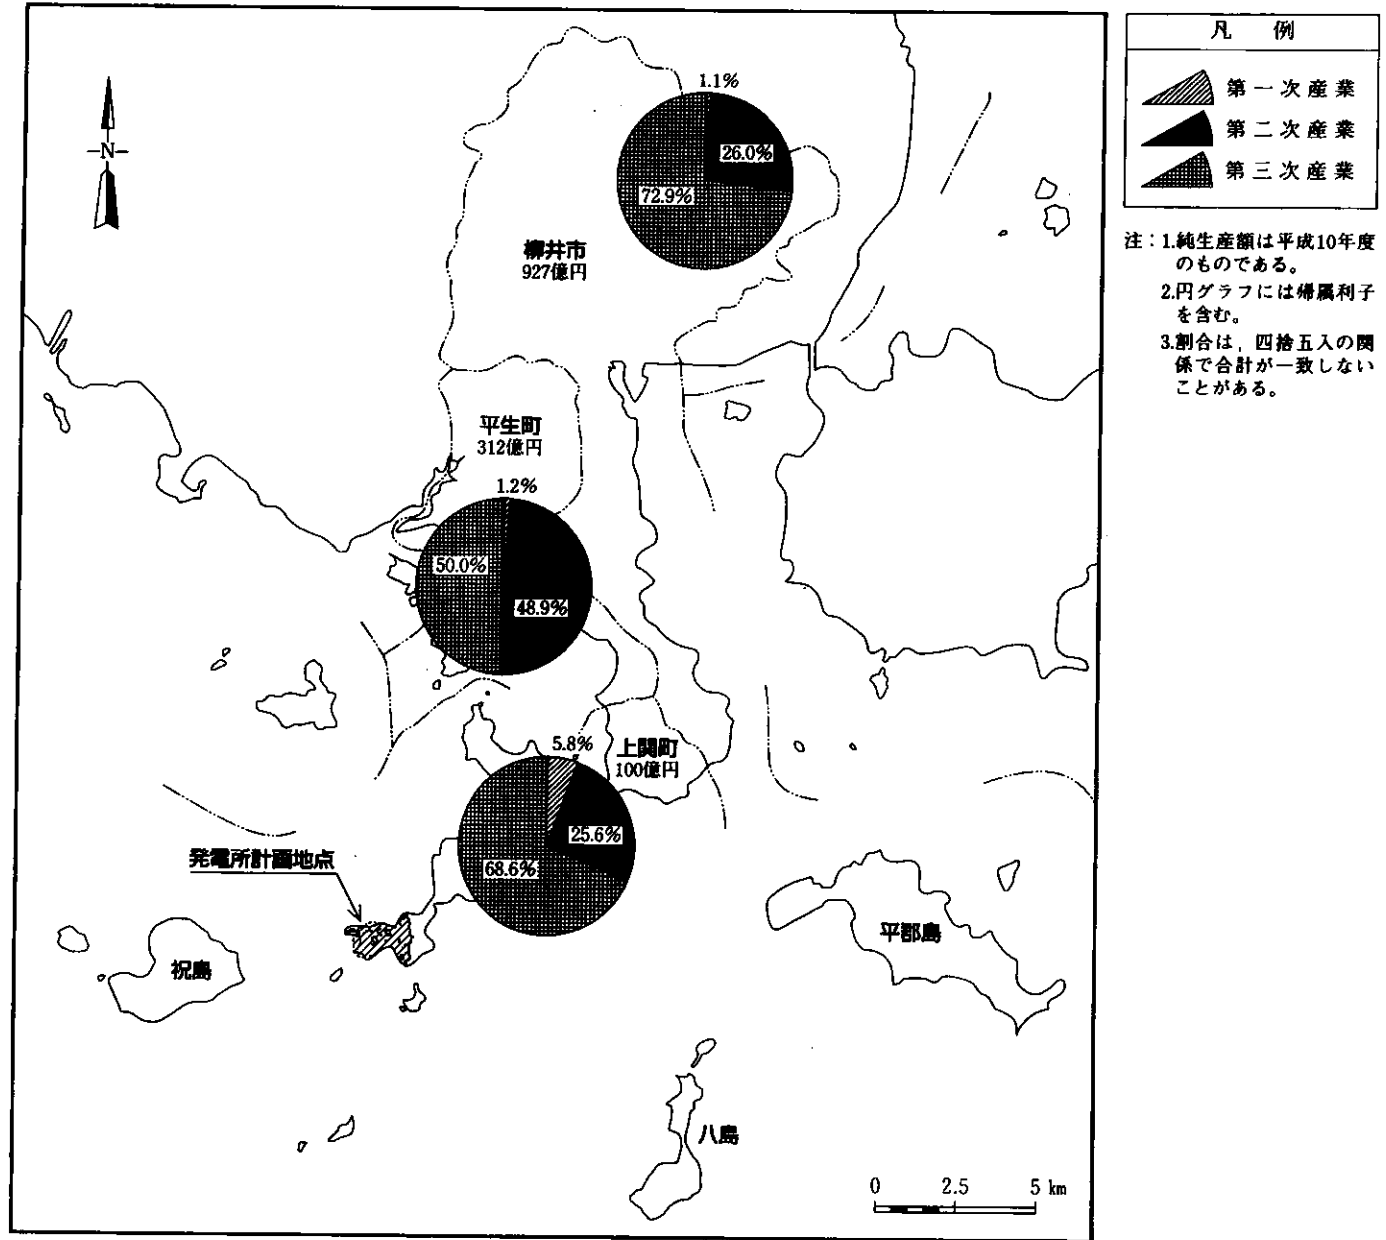 凡 例
第一次産業
第二次産業
第三次産業
注：1.純生産額は平成10年度
のものである。
2.円グラフには帰属利子
を含む。
3.割合は，四捨五入の関
係で合計が一致しない
ことがある。
N
1.1%
26.0%
72.9%
柳井市
927億円
平生町
312億円
1.2%
50.0%
48.9%
5.8%
上関町
100億円
25.6%
68.6%
発電所計画地点
祝島
平郡島
八島
0 2.5 5 km